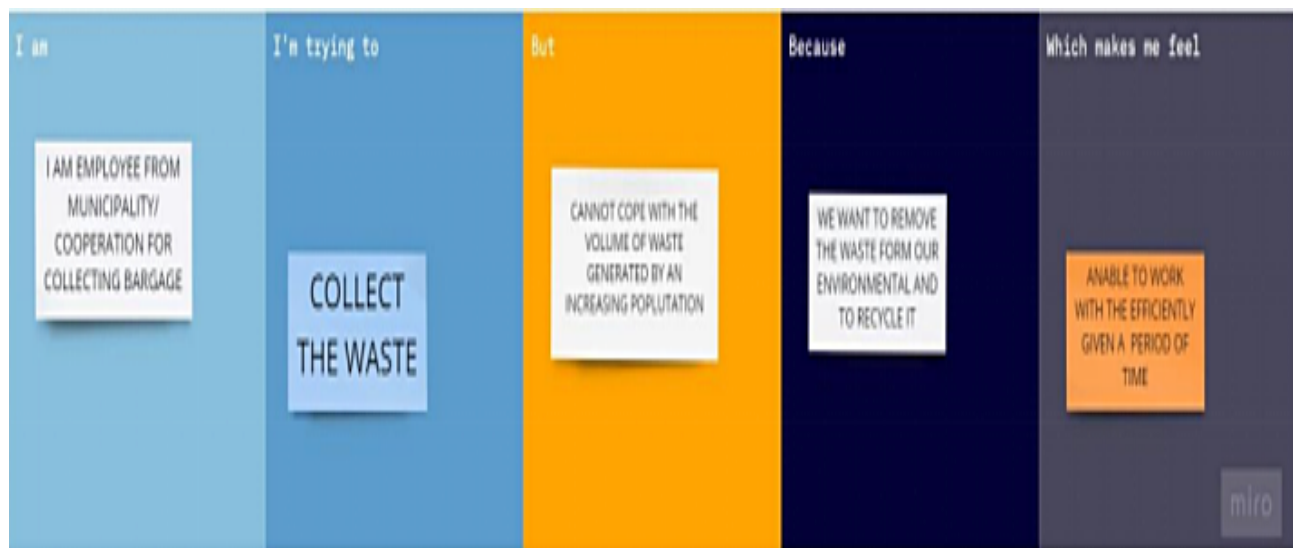 I am
I AM EMPLOYEE FROM
MUNICIPALITY/
COOPERATION FOR
COLLECTING BARGAGE
I'm trying to
COLLECT
THE WASTE
But
CANNOT COPE WITH THE
VOLUME OF WASTE
GENERATED BY AN
INCREASING POPLUTATION
Because
WE WANT TO REMOVE
THE WASTE FORM OUR
ENVIRONMENTAL AND
TO RECYCLE IT
Which makes me feel
ANABLE TO WORK
WITH THE EFFICIENTLY
GIVEN A PERIOD OF
TIME
miro